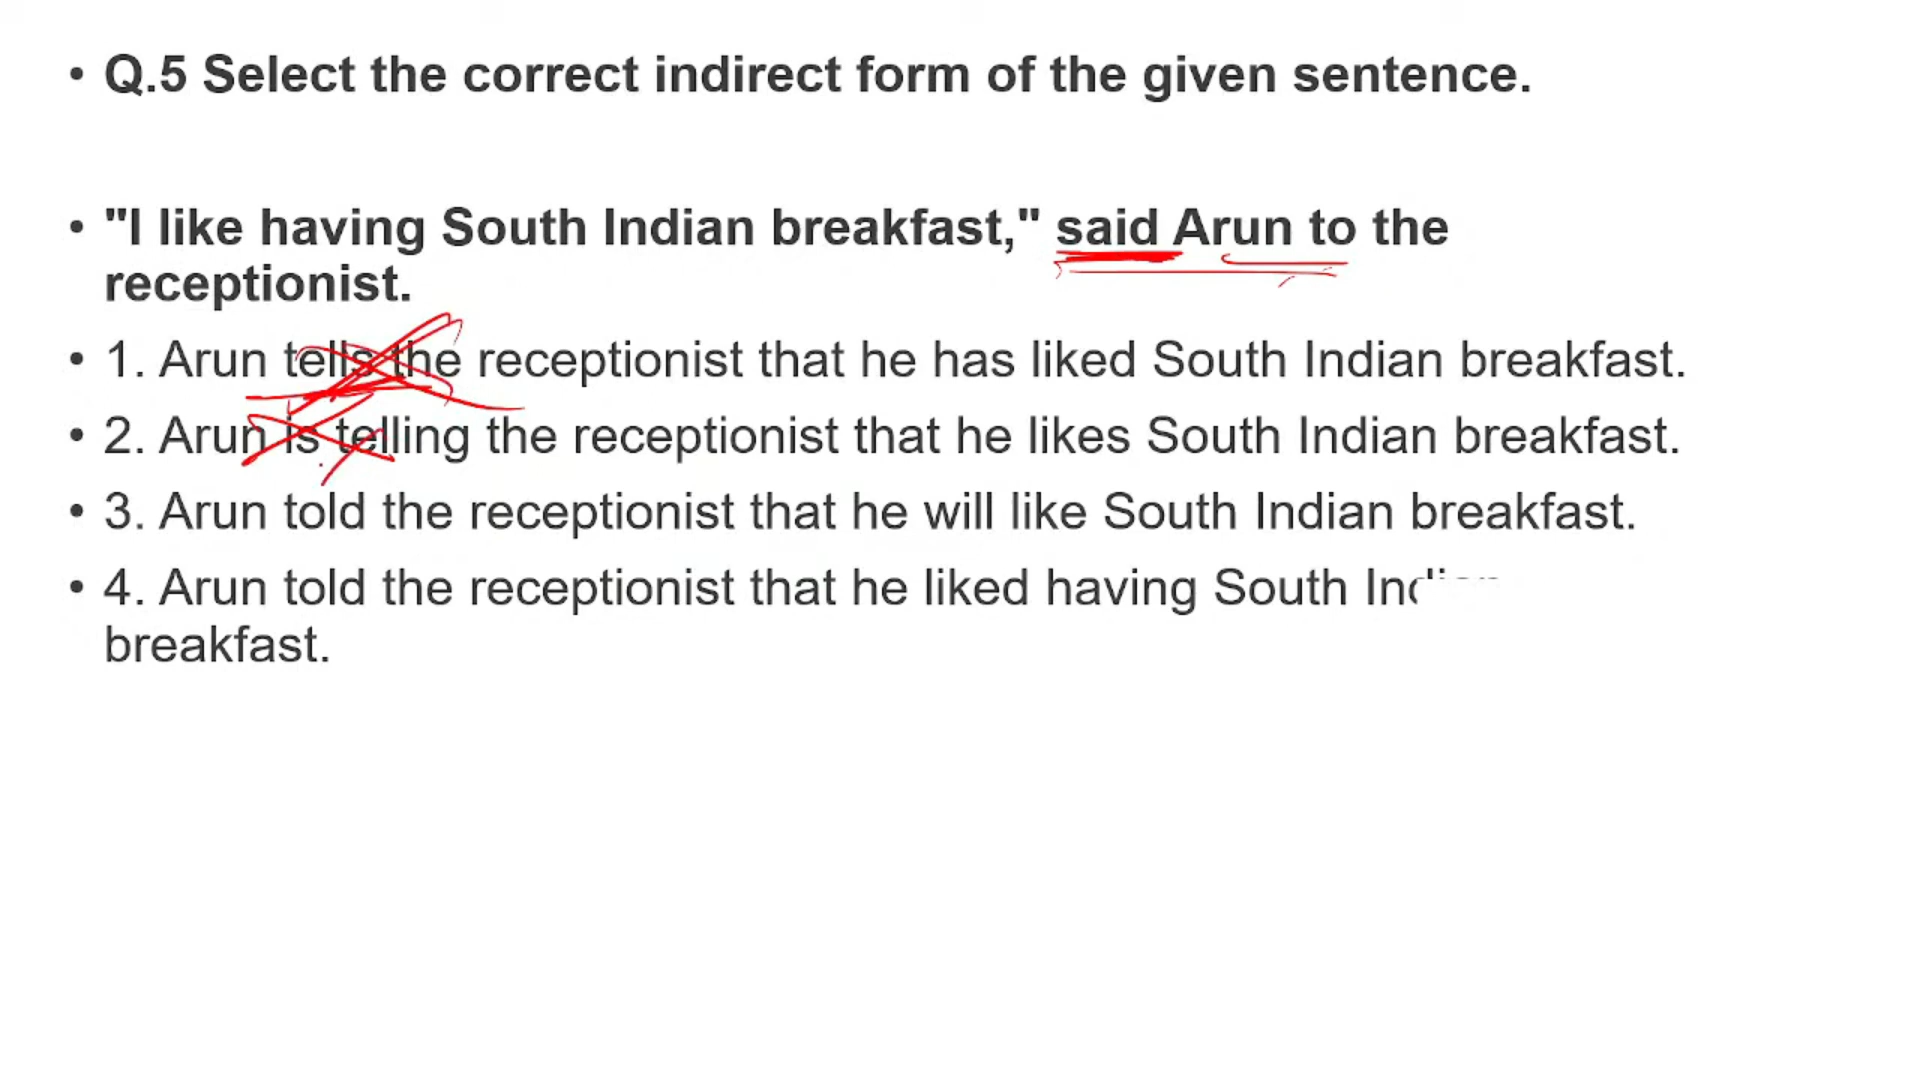 • Q.5 Select the correct indirect form of the given sentence.
• "I like having South Indian breakfast," said Arun to the
receptionist.
• 1. Arun tells the receptionist that he has liked South Indian breakfast.
• 2. Arun is telling the receptionist that he likes South Indian breakfast.
• 3. Arun told the receptionist that he will like South Indian breakfast.
• 4. Arun told the receptionist that he liked having South
breakfast.